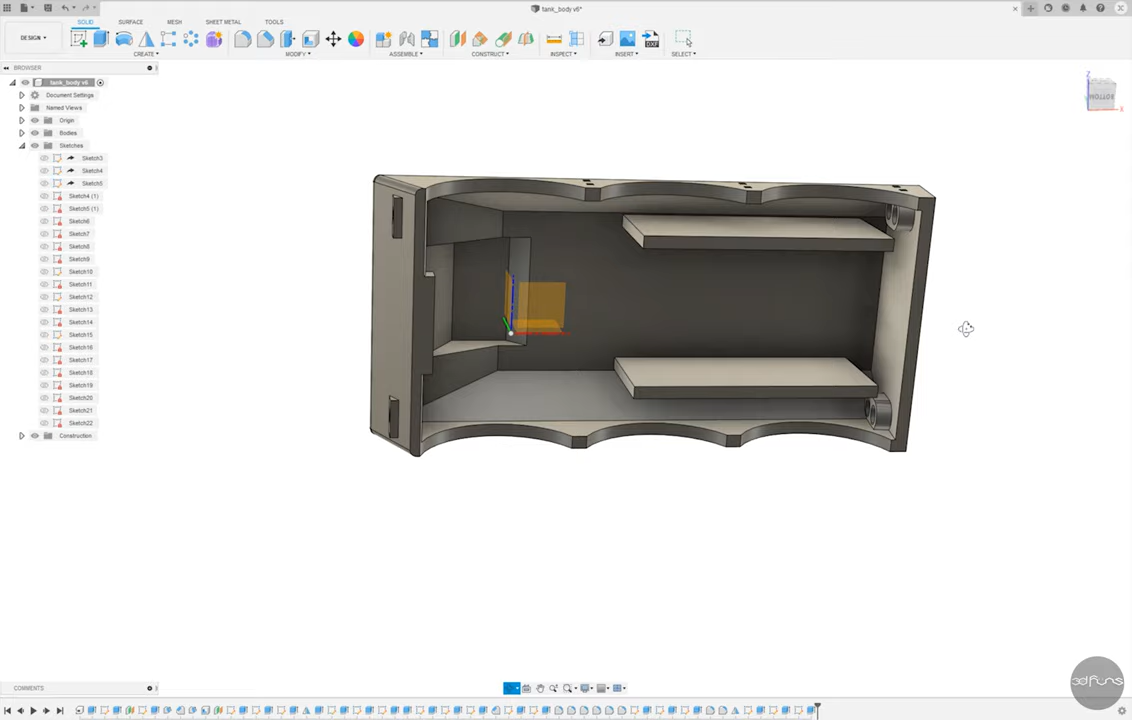 tank_body v6*
SOLID SURFACE MESH SHEET METAL TOOLS
DESIGN
CREATE MODIFY ASSEMBLE CONSTRUCT INSPECT INSERT SELECT
DXF
BROWSER
tank_body v6
Document Settings
Named Views
Origin
Bodies
Sketches
Sketch3
Sketch4
Sketch5
Sketch4 (1)
Sketch5 (1)
Sketch6
Sketch7
Sketch8
Sketch9
Sketch10
Sketch11
Sketch12
Sketch13
Sketch14
Sketch15
Sketch16
Sketch17
Sketch18
Sketch19
Sketch20
Sketch21
Sketch22
Construction
Z
BOTTOM
X
COMMENTS
3dfuns